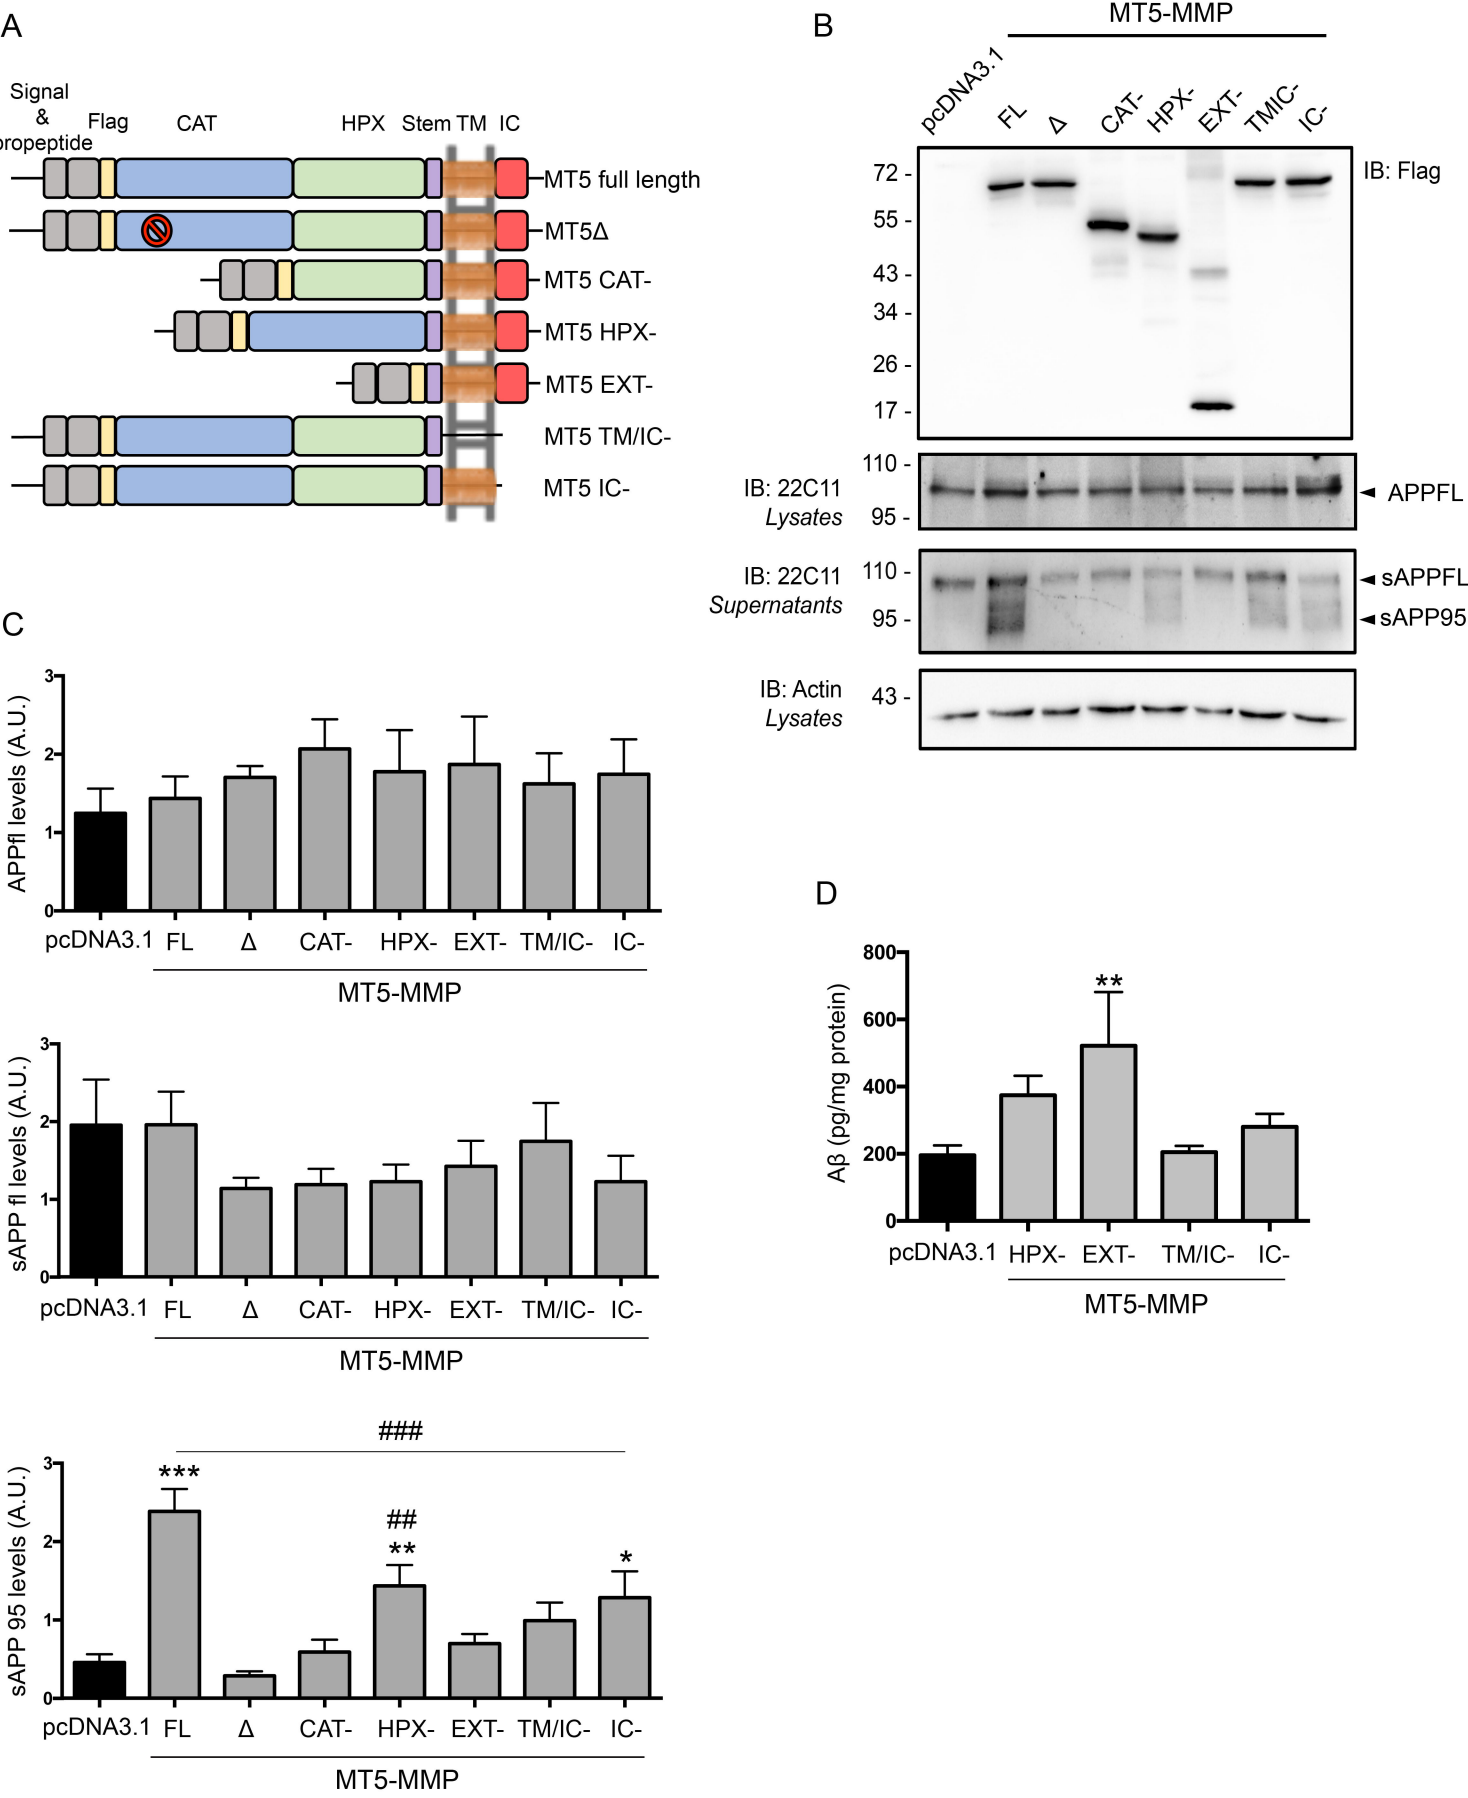 A
Signal
&
propeptide
Flag
CAT
HPX
Stem TM IC
MT5 full length
MT5Δ
MT5 CAT-
MT5 HPX-
MT5 EXT-
MT5 TM/IC-
MT5 IC-
B
MT5-MMP
pcDNA3.1 FL Δ CAT- HPX- EXT- TMIC- IC-
72 -
55 -
43 -
34 -
26 -
17 -
IB: Flag
110 -
95 -
IB: 22C11
Lysates
APPFL
110 -
95 -
IB: 22C11
Supernatants
sAPPFL
sAPP95
IB: Actin
Lysates
43 -
C
APPfl levels (A.U.)
3
2
1
0
pcDNA3.1 FL Δ CAT- HPX- EXT- TM/IC- IC-
MT5-MMP
sAPP fl levels (A.U.)
3
2
1
0
pcDNA3.1 FL Δ CAT- HPX- EXT- TM/IC- IC-
MT5-MMP
###
sAPP 95 levels (A.U.)
3
2
1
0
***
##
**
*
pcDNA3.1 FL Δ CAT- HPX- EXT- TM/IC- IC-
MT5-MMP
D
Aβ (pg/mg protein)
800
600
400
200
0
**
pcDNA3.1 HPX- EXT- TM/IC- IC-
MT5-MMP